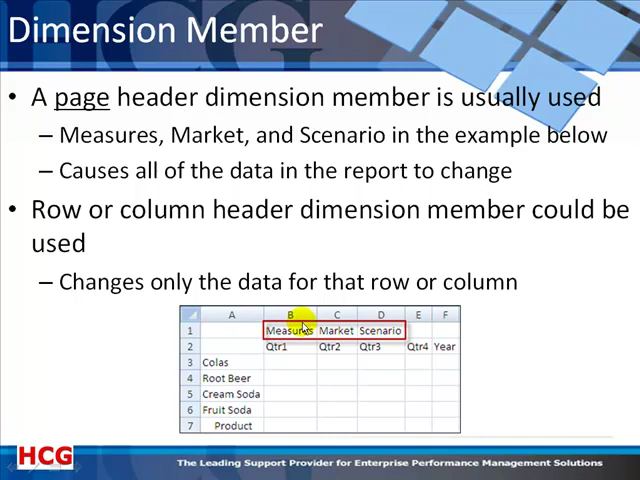 Dimension Member
• A page header dimension member is usually used
– Measures, Market, and Scenario in the example below
– Causes all of the data in the report to change
• Row or column header dimension member could be
used
– Changes only the data for that row or column
A B C D E F
1 Measures Market Scenario
2 Qtr1 Qtr2 Qtr3 Qtr4 Year
3 Colas
4 Root Beer
5 Cream Soda
6 Fruit Soda
7 Product
HCG
The Leading Support Provider for Enterprise Performance Management Solutions